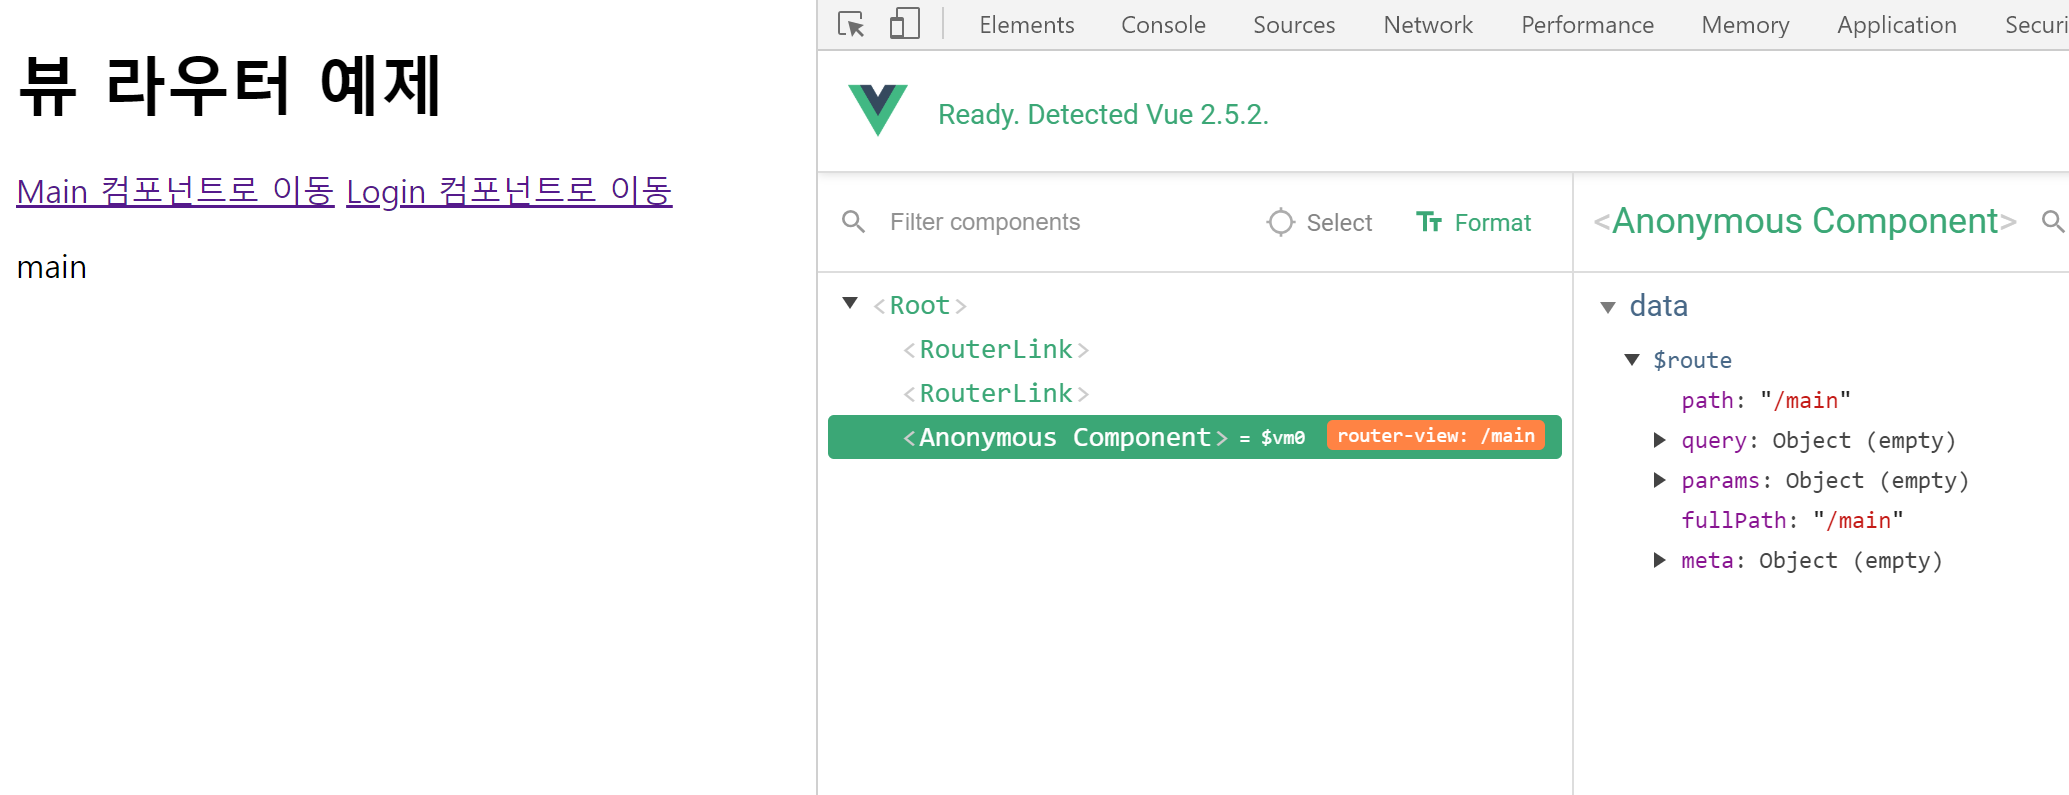 뷰 라우터 예제
Main 컴포넌트로 이동 Login 컴포넌트로 이동
main
Elements Console Sources Network Performance Memory Application Securi
Ready. Detected Vue 2.5.2.
Filter components Select Format
<Root>
<RouterLink>
<RouterLink>
<Anonymous Component> = $vm0 router-view: /main
<Anonymous Component>
data
$route
path: "/main"
query: Object (empty)
params: Object (empty)
fullPath: "/main"
meta: Object (empty)